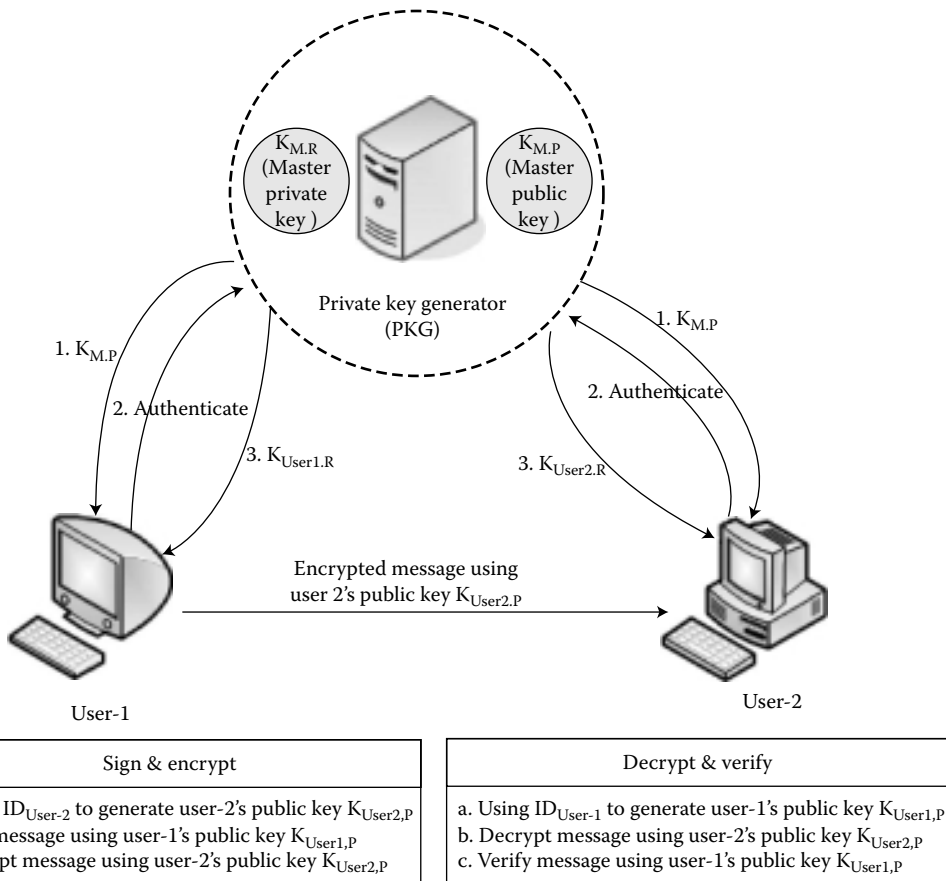 K_M.R
(Master
private
key )
K_M.P
(Master
public
key )
Private key generator
(PKG)
1. K_M.P
2. Authenticate
3. K_User1.R
1. K_M.P
2. Authenticate
3. K_User2.R
Encrypted message using
user 2's public key K_User2.P
User-1
User-2
Sign & encrypt
ID_User-2 to generate user-2's public key K_User2,P
message using user-1's public key K_User1,P
message using user-2's public key K_User2,P
Decrypt & verify
a. Using ID_User-1 to generate user-1's public key K_User1,P
b. Decrypt message using user-2's public key K_User2,P
c. Verify message using user-1's public key K_User1,P